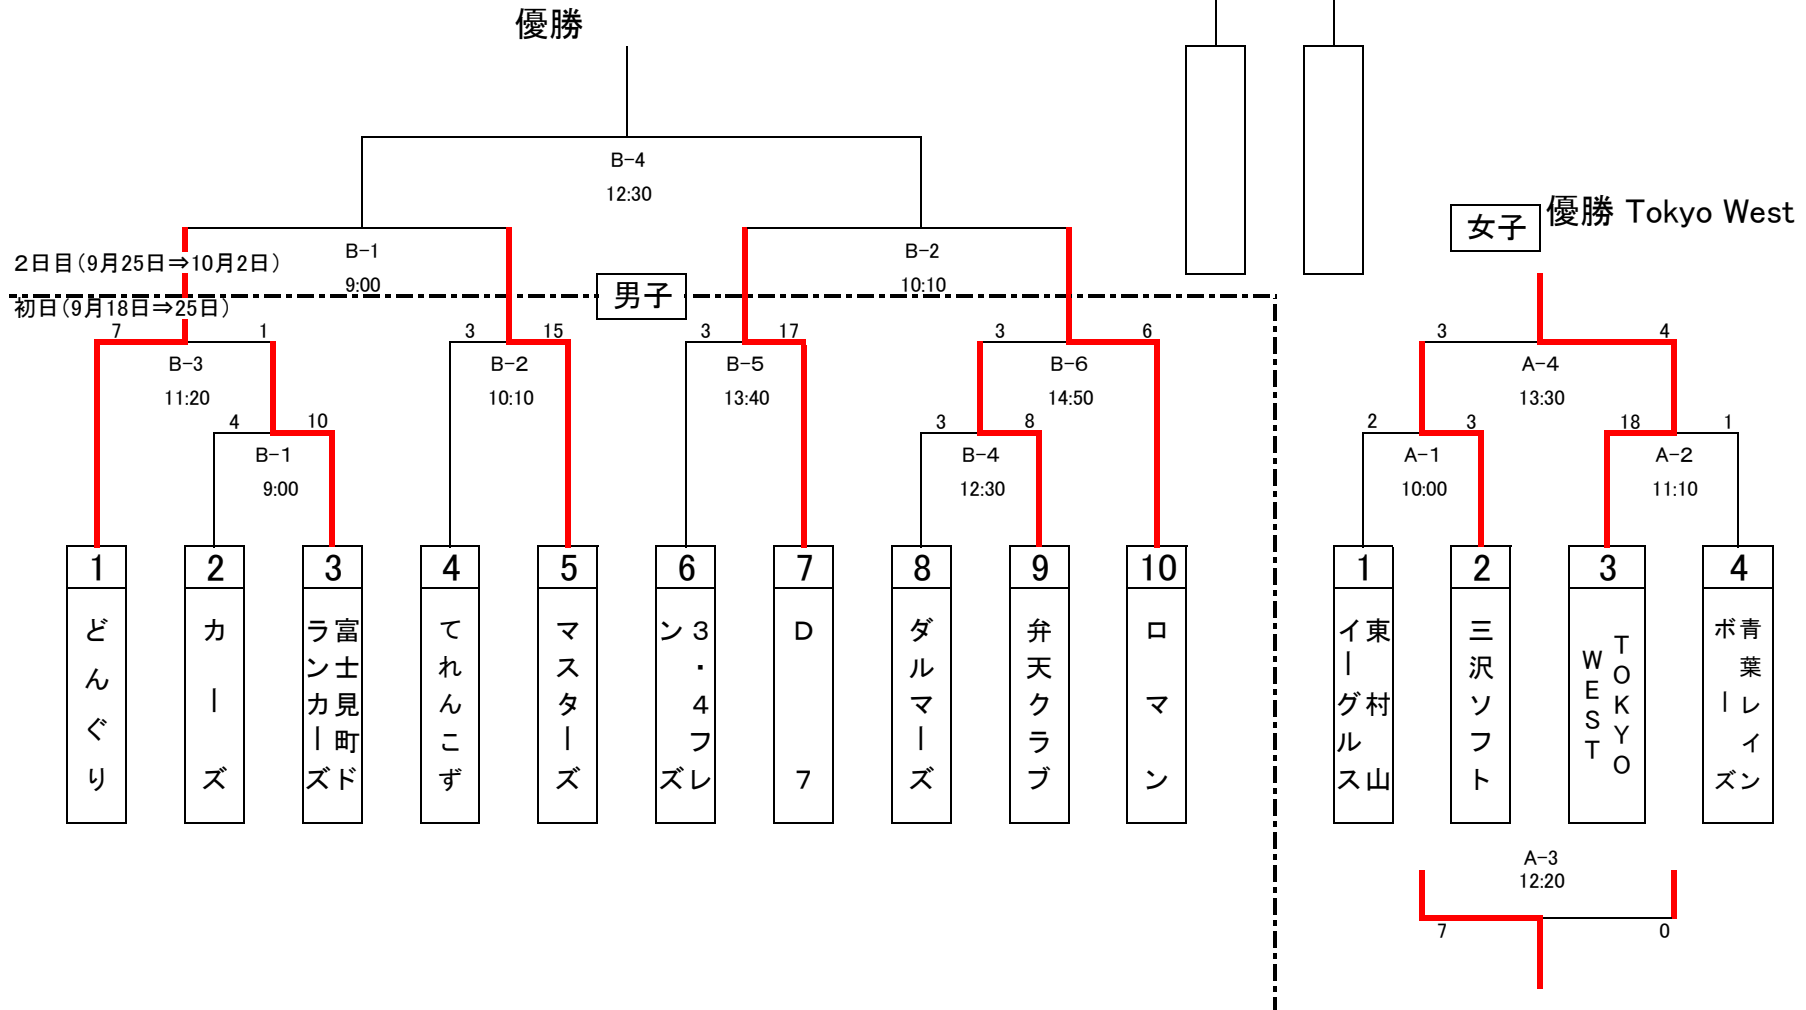 優勝
B-4
12:30
女子
優勝 Tokyo West
2日目(9月25日⇒10月2日)
B-1
9:00
B-2
10:10
男子
初日(9月18日⇒25日)
7
1
3
15
3
17
3
6
3
4
B-3
11:20
B-2
10:10
B-5
13:40
B-6
14:50
A-4
13:30
4
10
3
8
2
3
18
1
B-1
9:00
B-4
12:30
A-1
10:00
A-2
11:10
1
2
3
4
5
6
7
8
9
10
1
2
3
4
どんぐり
カーズ
富士見町ド
ランカーズ
てれんこず
マスターズ
3・4フレ
ンズ
D7
ダルマーズ
弁天クラブ
ロマン
東村山
イーグルス
三沢ソフト
TOKYO
WEST
青葉レイン
ボーズ
A-3
12:20
7
0